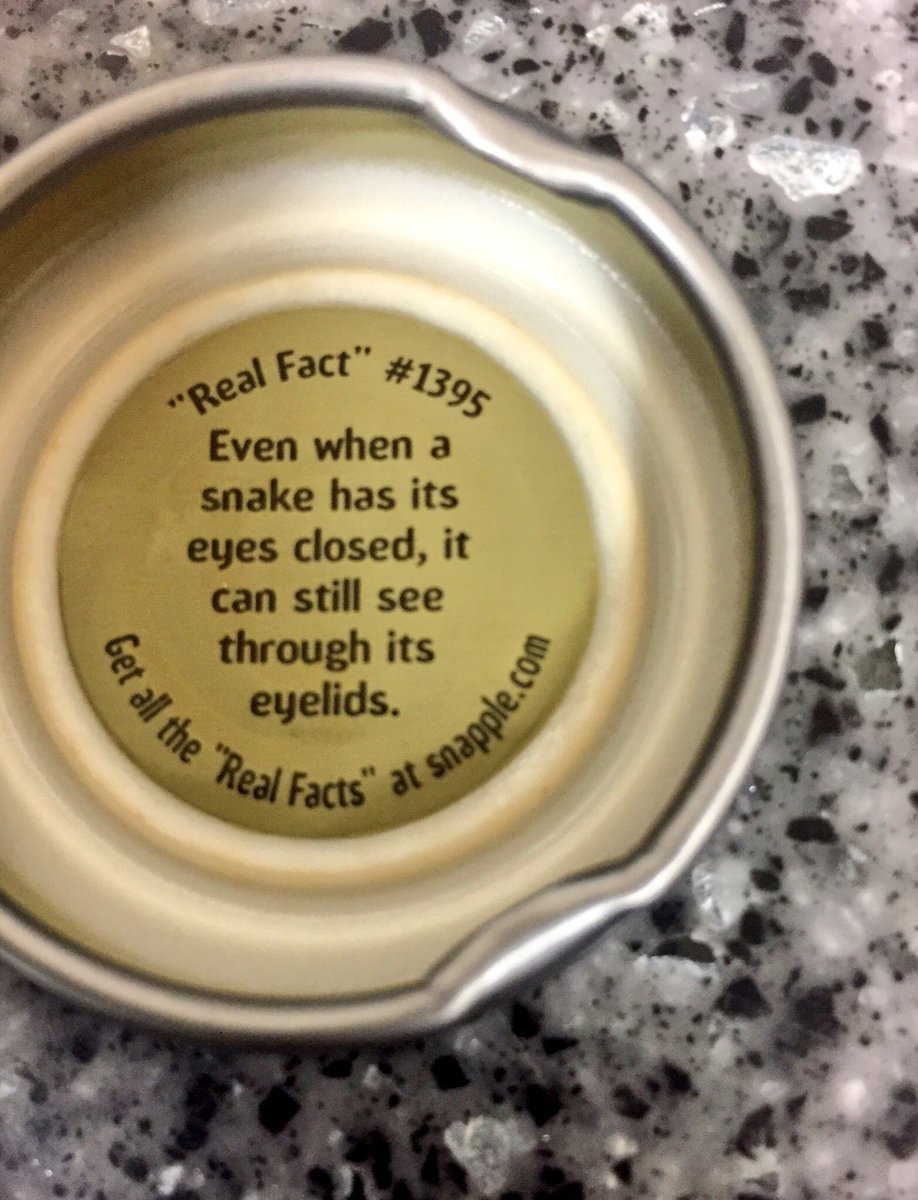 "Real Fact" #1395
Even when a
snake has its
eyes closed, it
can still see
through its
eyelids.
Get all the "Real Facts" at snapple.com